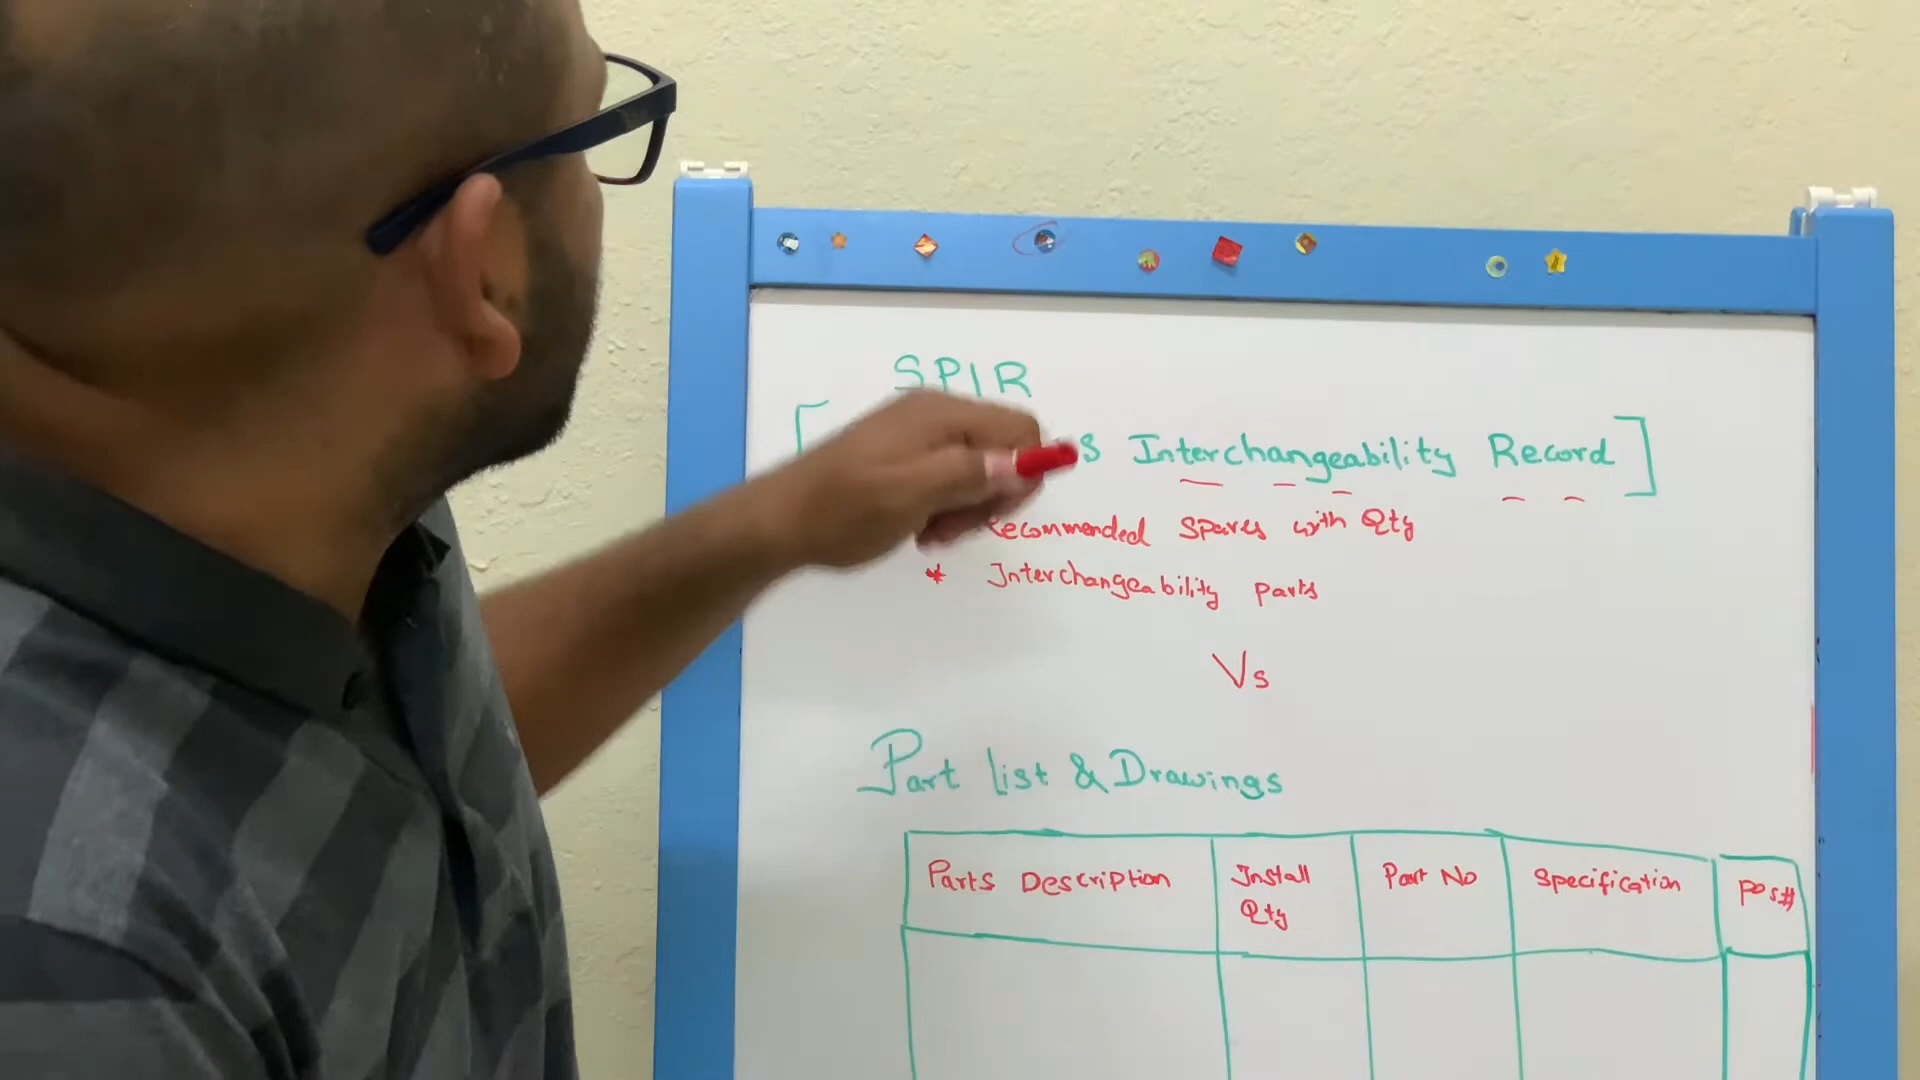 SPIR
[ s Interchangeability Record ]
Recommended Spares with Qty
* Interchangeability parts
Vs
Part List & Drawings
Parts Description Install Qty Part No Specification Pos#